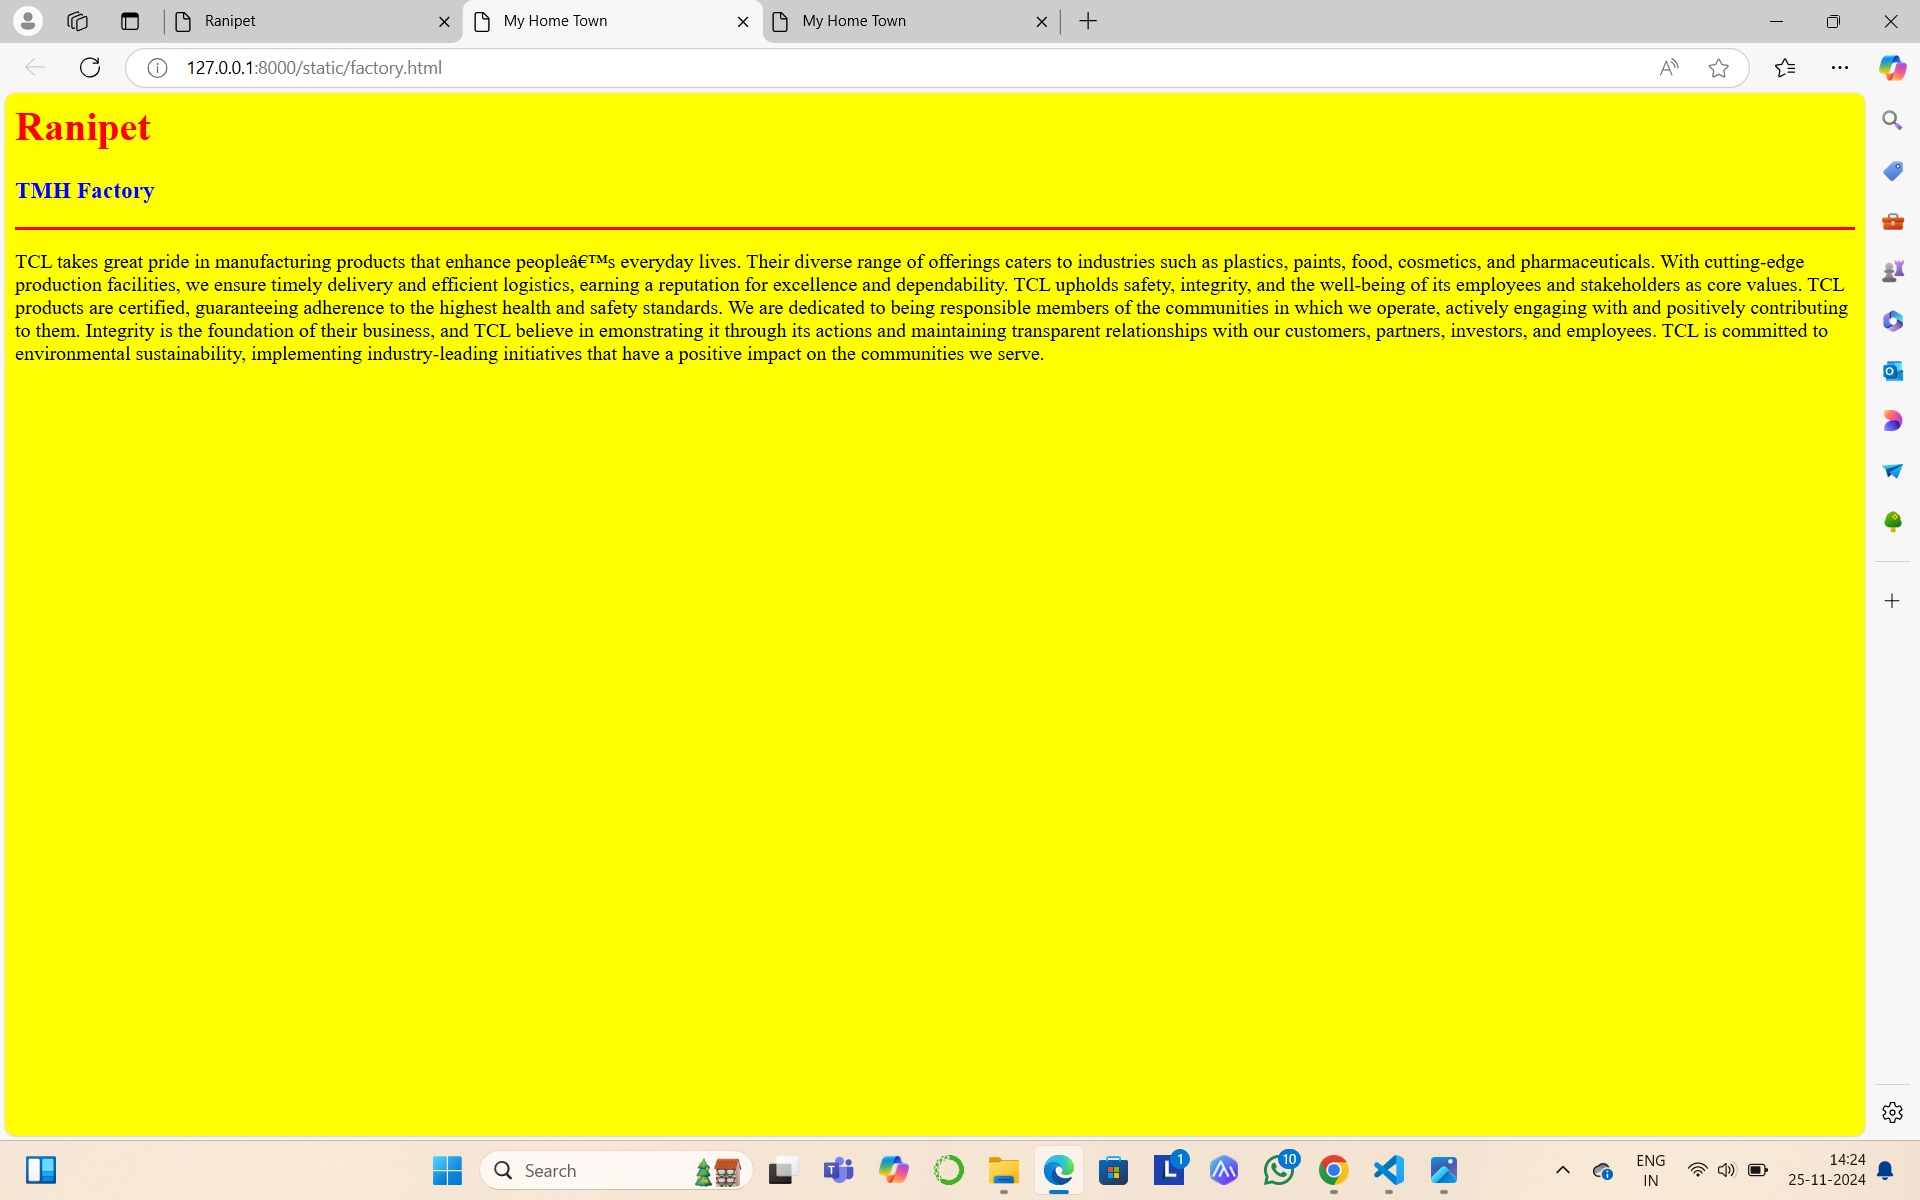 Ranipet
My Home Town
My Home Town
127.0.0.1:8000/static/factory.html
Ranipet
TMH Factory
TCL takes great pride in manufacturing products that enhance peopleâ€™s everyday lives. Their diverse range of offerings caters to industries such as plastics, paints, food, cosmetics, and pharmaceuticals. With cutting-edge
production facilities, we ensure timely delivery and efficient logistics, earning a reputation for excellence and dependability. TCL upholds safety, integrity, and the well-being of its employees and stakeholders as core values. TCL
products are certified, guaranteeing adherence to the highest health and safety standards. We are dedicated to being responsible members of the communities in which we operate, actively engaging with and positively contributing
to them. Integrity is the foundation of their business, and TCL believe in emonstrating it through its actions and maintaining transparent relationships with our customers, partners, investors, and employees. TCL is committed to
environmental sustainability, implementing industry-leading initiatives that have a positive impact on the communities we serve.
Search
1
10
ENG
IN
14:24
25-11-2024